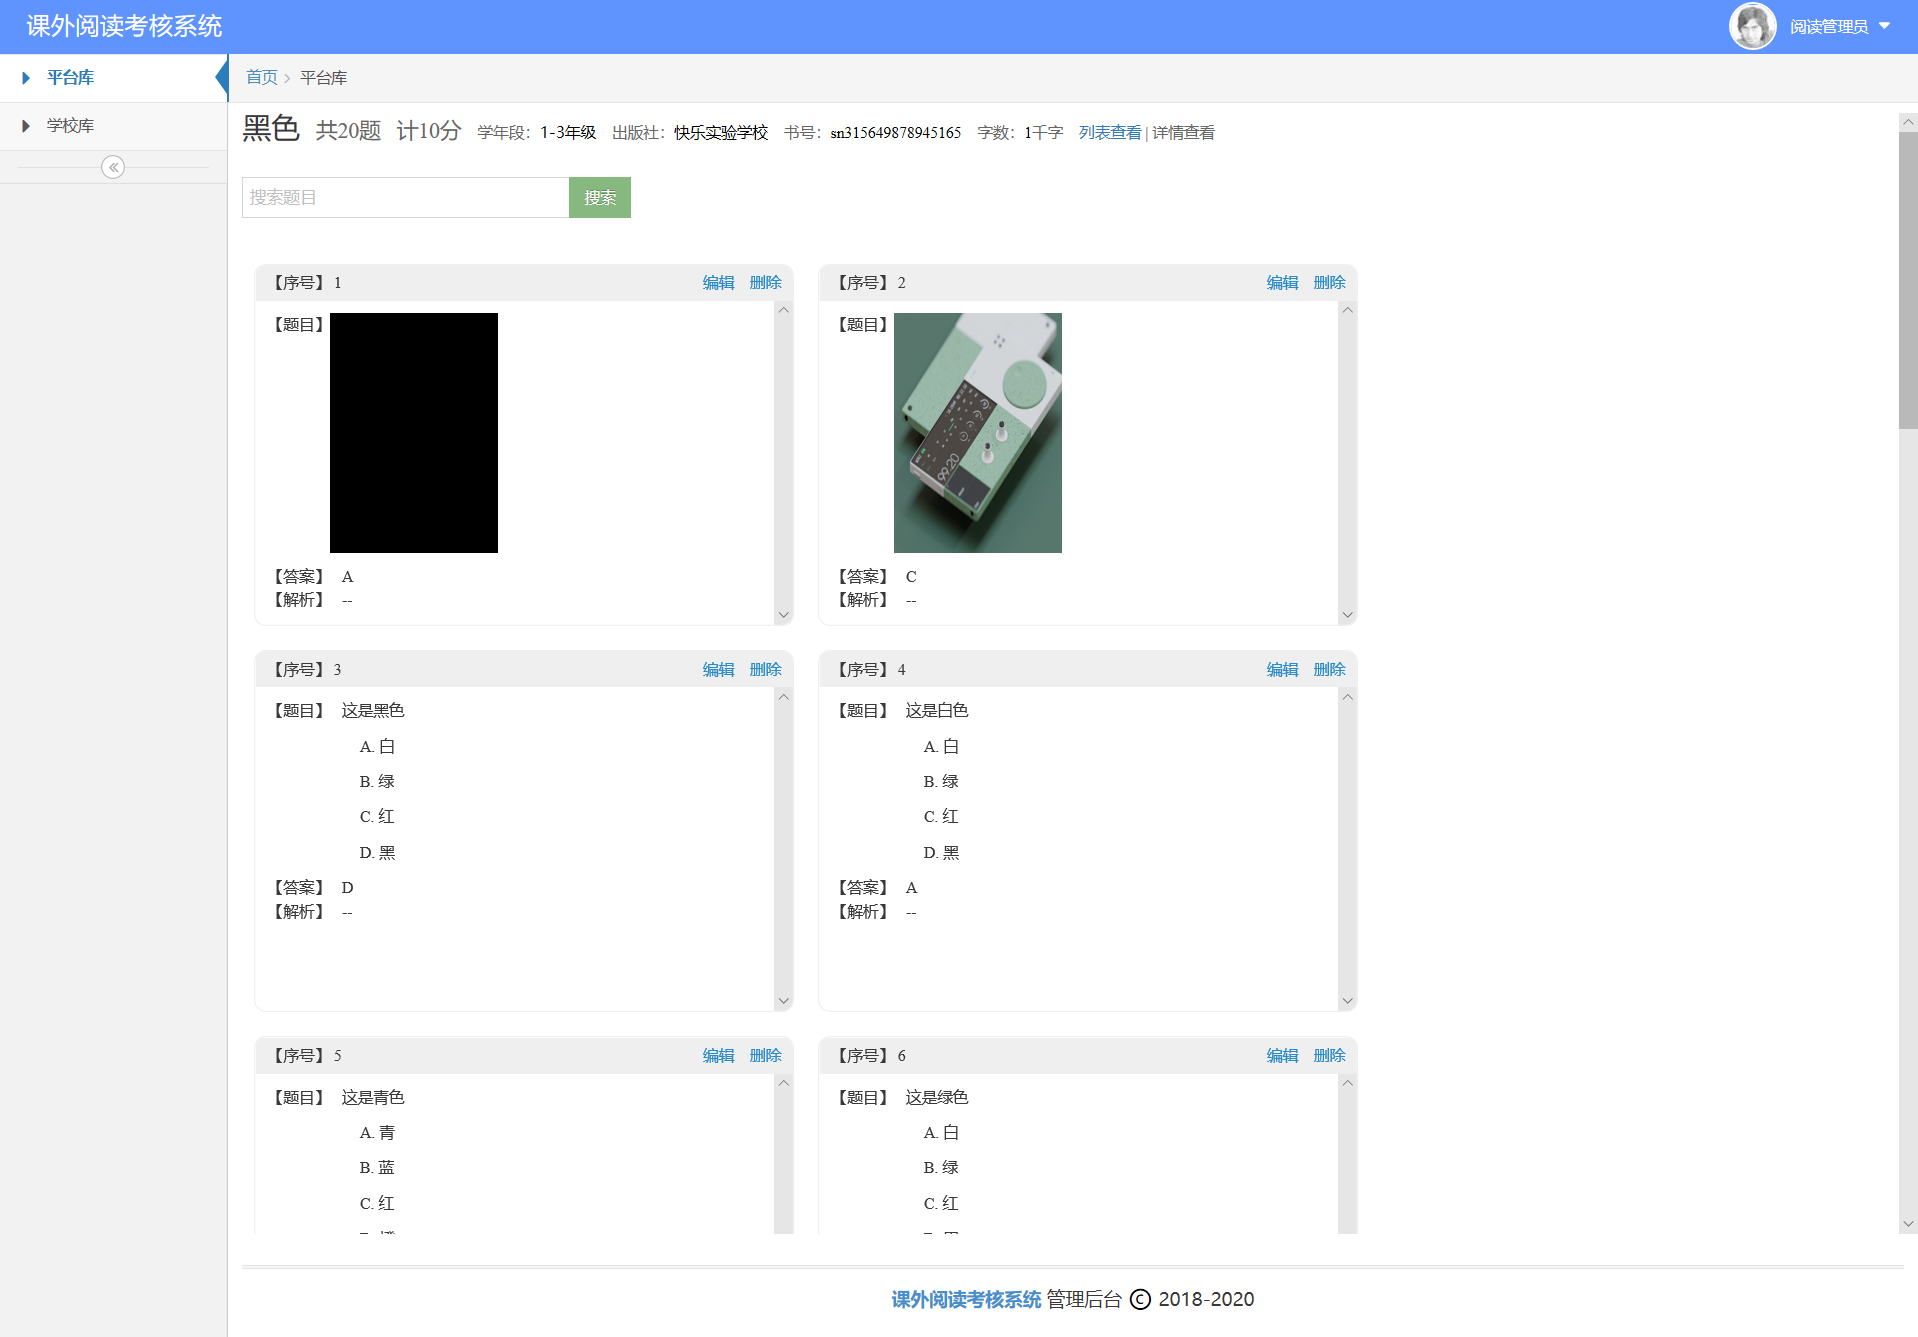 课外阅读考核系统
阅读管理员
平台库
学校库
首页 平台库
黑色 共20题 计10分 学年段：1-3年级 出版社：快乐实验学校 书号：sn315649878945165 字数：1千字 列表查看 | 详情查看
搜索题目 搜索
【序号】 1 编辑 删除
【题目】
【答案】 A
【解析】 --
【序号】 2 编辑 删除
【题目】
99.20
【答案】 C
【解析】 --
【序号】 3 编辑 删除
【题目】 这是黑色
A. 白
B. 绿
C. 红
D. 黑
【答案】 D
【解析】 --
【序号】 4 编辑 删除
【题目】 这是白色
A. 白
B. 绿
C. 红
D. 黑
【答案】 A
【解析】 --
【序号】 5 编辑 删除
【题目】 这是青色
A. 青
B. 蓝
C. 红
【序号】 6 编辑 删除
【题目】 这是绿色
A. 白
B. 绿
C. 红
课外阅读考核系统 管理后台 © 2018-2020